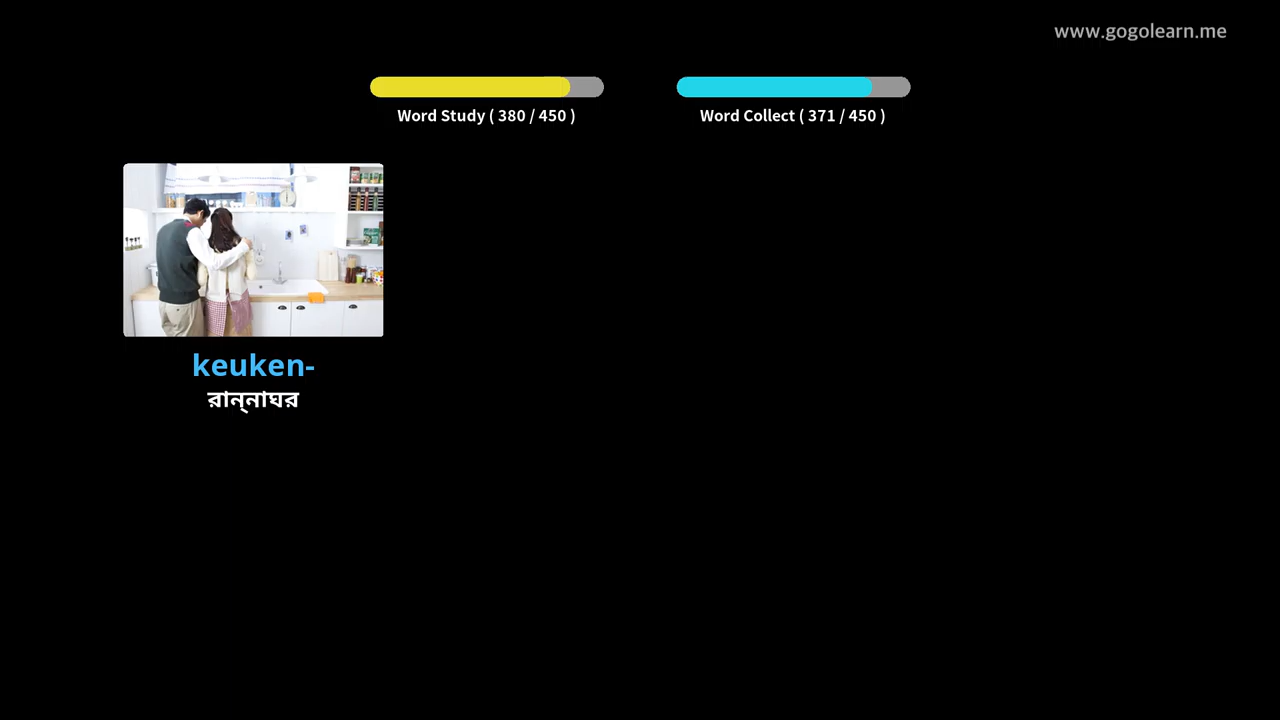 www.gogolearn.me
Word Study ( 380 / 450 )
Word Collect ( 371 / 450 )
keuken-
রান্নাঘর